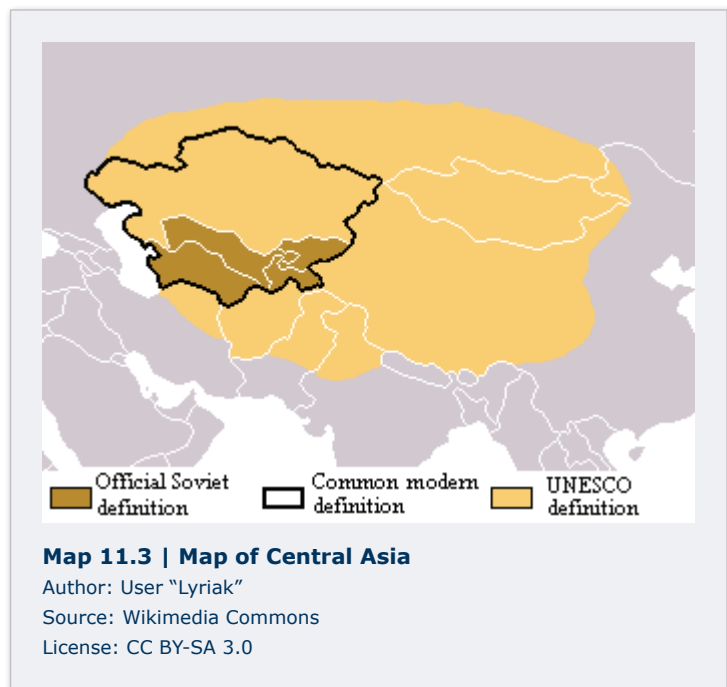 Official Soviet
definition
Common modern
definition
UNESCO
definition
Map 11.3 | Map of Central Asia
Author: User “Lyriak”
Source: Wikimedia Commons
License: CC BY-SA 3.0